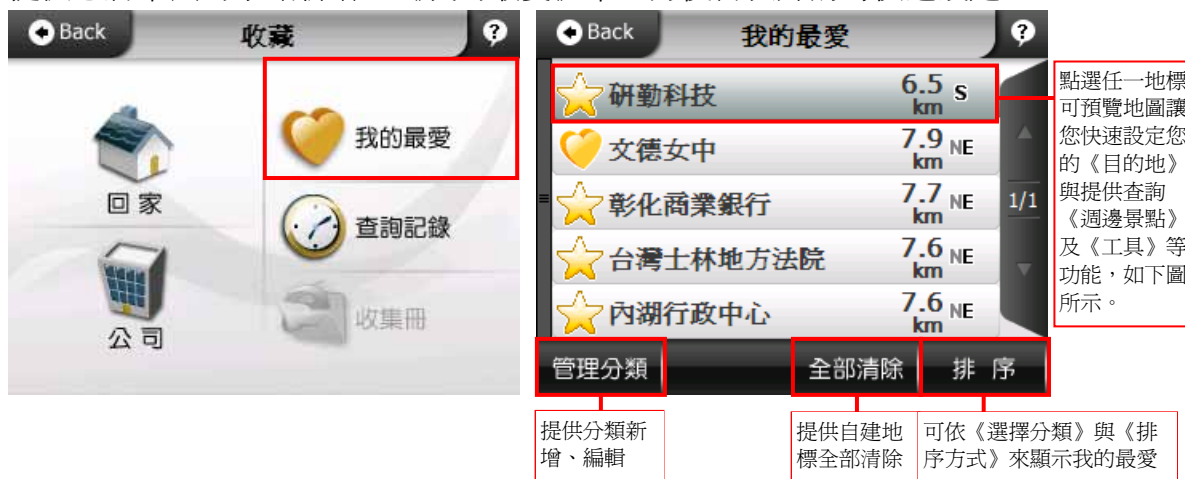 Back
收藏
?
回家
我的最愛
查詢記錄
公司
收集冊
Back
我的最愛
?
研勤科技
6.5 km S
文德女中
7.9 km NE
彰化商業銀行
7.7 km NE
台灣士林地方法院
7.6 km NE
內湖行政中心
7.6 km NE
1/1
管理分類
全部清除
排 序
點選任一地標
可預覽地圖讓
您快速設定您
的《目的地》
與提供查詢
《週邊景點》
及《工具》等
功能，如下圖
所示。
提供分類新
增、編輯
提供自建地
標全部清除
可依《選擇分類》與《排
序方式》來顯示我的最愛